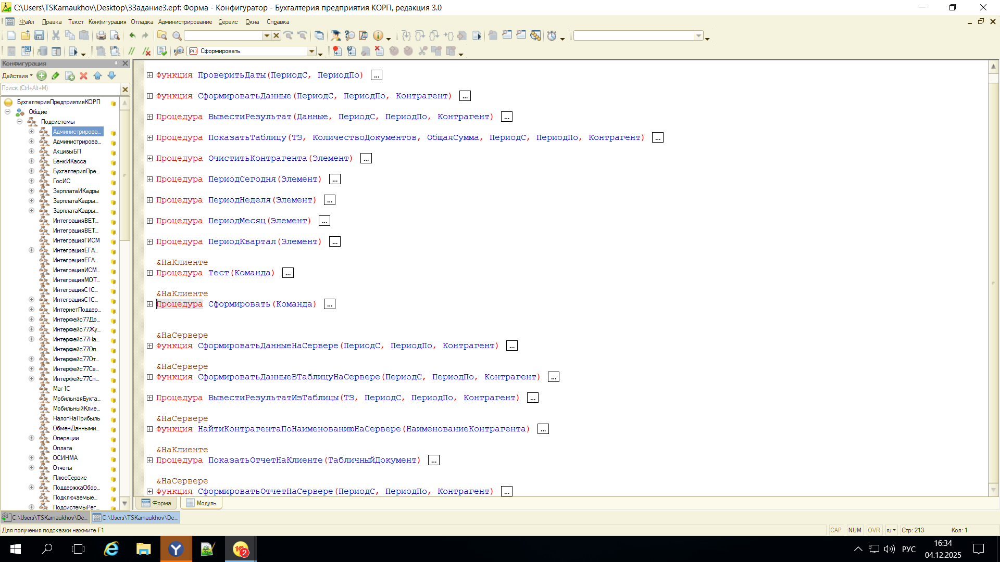 C:\Users\TSKarnaukhov\Desktop\ЗЗадание3.epf: Форма - Конфигуратор - Бухгалтерия предприятия КОРП, редакция 3.0
Файл Правка Текст Конфигурация Отладка Администрирование Сервис Окна Справка
Сформировать
Конфигурация
Действия
Поиск (Ctrl+Alt+M)
БухгалтерияПредприятияКОРП
Общие
Подсистемы
Администрирова...
Администрирова...
АкцизыБП
БанкИКасса
БухгалтерияПре...
ГосИС
ЗарплатаИКадры
ЗарплатаКадры...
ЗарплатаКадры...
ИнтеграцияВЕТ...
ИнтеграцияВЕТ...
ИнтеграцияГИСМ
ИнтеграцияЕГА...
ИнтеграцияЕГА...
ИнтеграцияИСМ...
ИнтеграцияМОТ...
ИнтеграцияС1С...
ИнтеграцияС1С...
ИнтернетПоддер...
Интерфейс77До...
Интерфейс77Жу...
Интерфейс77На...
Интерфейс77Оп...
Интерфейс77От...
Интерфейс77Се...
Интерфейс77Сп...
Маг1С
МобильнаяБухга...
МобильныйКлие...
НалогНаПрибыль
ОбменДанными...
Операции
Оплата
ОСИНМА
Отчеты
ПлюсСервис
ПоддержкаОбор...
Подключаемые...
ПодсистемыРег...
Функция ПроверитьДаты(ПериодС, ПериодПо) ...
Функция СформироватьДанные(ПериодС, ПериодПо, Контрагент) ...
Процедура ВывестиРезультат(Данные, ПериодС, ПериодПо, Контрагент) ...
Процедура ПоказатьТаблицу(ТЗ, КоличествоДокументов, ОбщаяСумма, ПериодС, ПериодПо, Контрагент) ...
Процедура ОчиститьКонтрагента(Элемент) ...
Процедура ПериодСегодня(Элемент) ...
Процедура ПериодНеделя(Элемент) ...
Процедура ПериодМесяц(Элемент) ...
Процедура ПериодКвартал(Элемент) ...
&НаКлиенте
Процедура Тест(Команда) ...
&НаКлиенте
Процедура Сформировать(Команда) ...
&НаСервере
Функция СформироватьДанныеНаСервере(ПериодС, ПериодПо, Контрагент) ...
&НаСервере
Функция СформироватьДанныеВТаблицуНаСервере(ПериодС, ПериодПо, Контрагент) ...
Процедура ВывестиРезультатИзТаблицы(ТЗ, ПериодС, ПериодПо, Контрагент) ...
&НаСервере
Функция НайтиКонтрагентаПоНаименованиюНаСервере(НаименованиеКонтрагента) ...
&НаКлиенте
Процедура ПоказатьОтчетНаКлиенте(ТабличныйДокумент) ...
&НаСервере
Функция СформироватьОтчетНаСервере(ПериодС, ПериодПо, Контрагент) ...
Форма Модуль
C:\Users\TSKarnaukhov\De... C:\Users\TSKarnaukhov\De...
Для получения подсказки нажмите F1
CAP NUM OVR ru Стр: 213 Кол: 1
РУС
16:34
04.12.2025
2